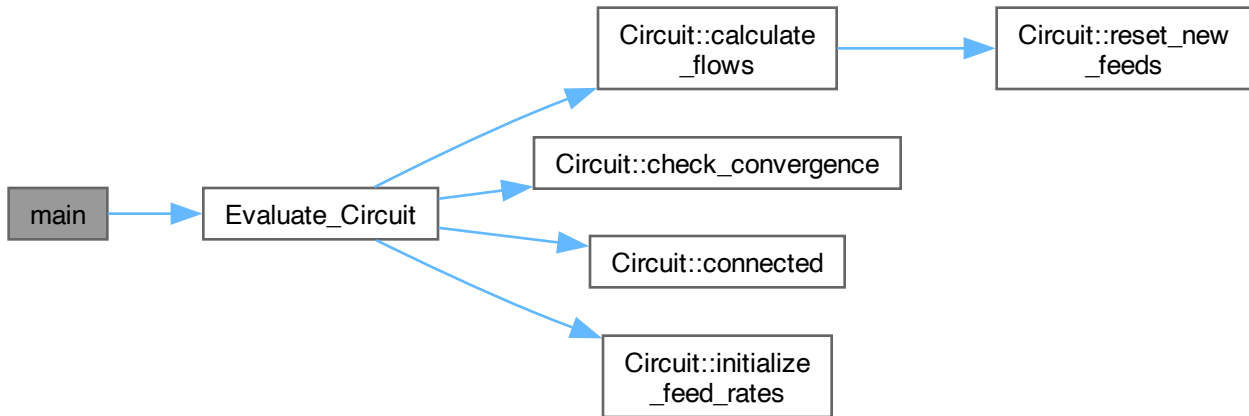 main
Evaluate_Circuit
Circuit::calculate
_flows
Circuit::reset_new
_feeds
Circuit::check_convergence
Circuit::connected
Circuit::initialize
_feed_rates